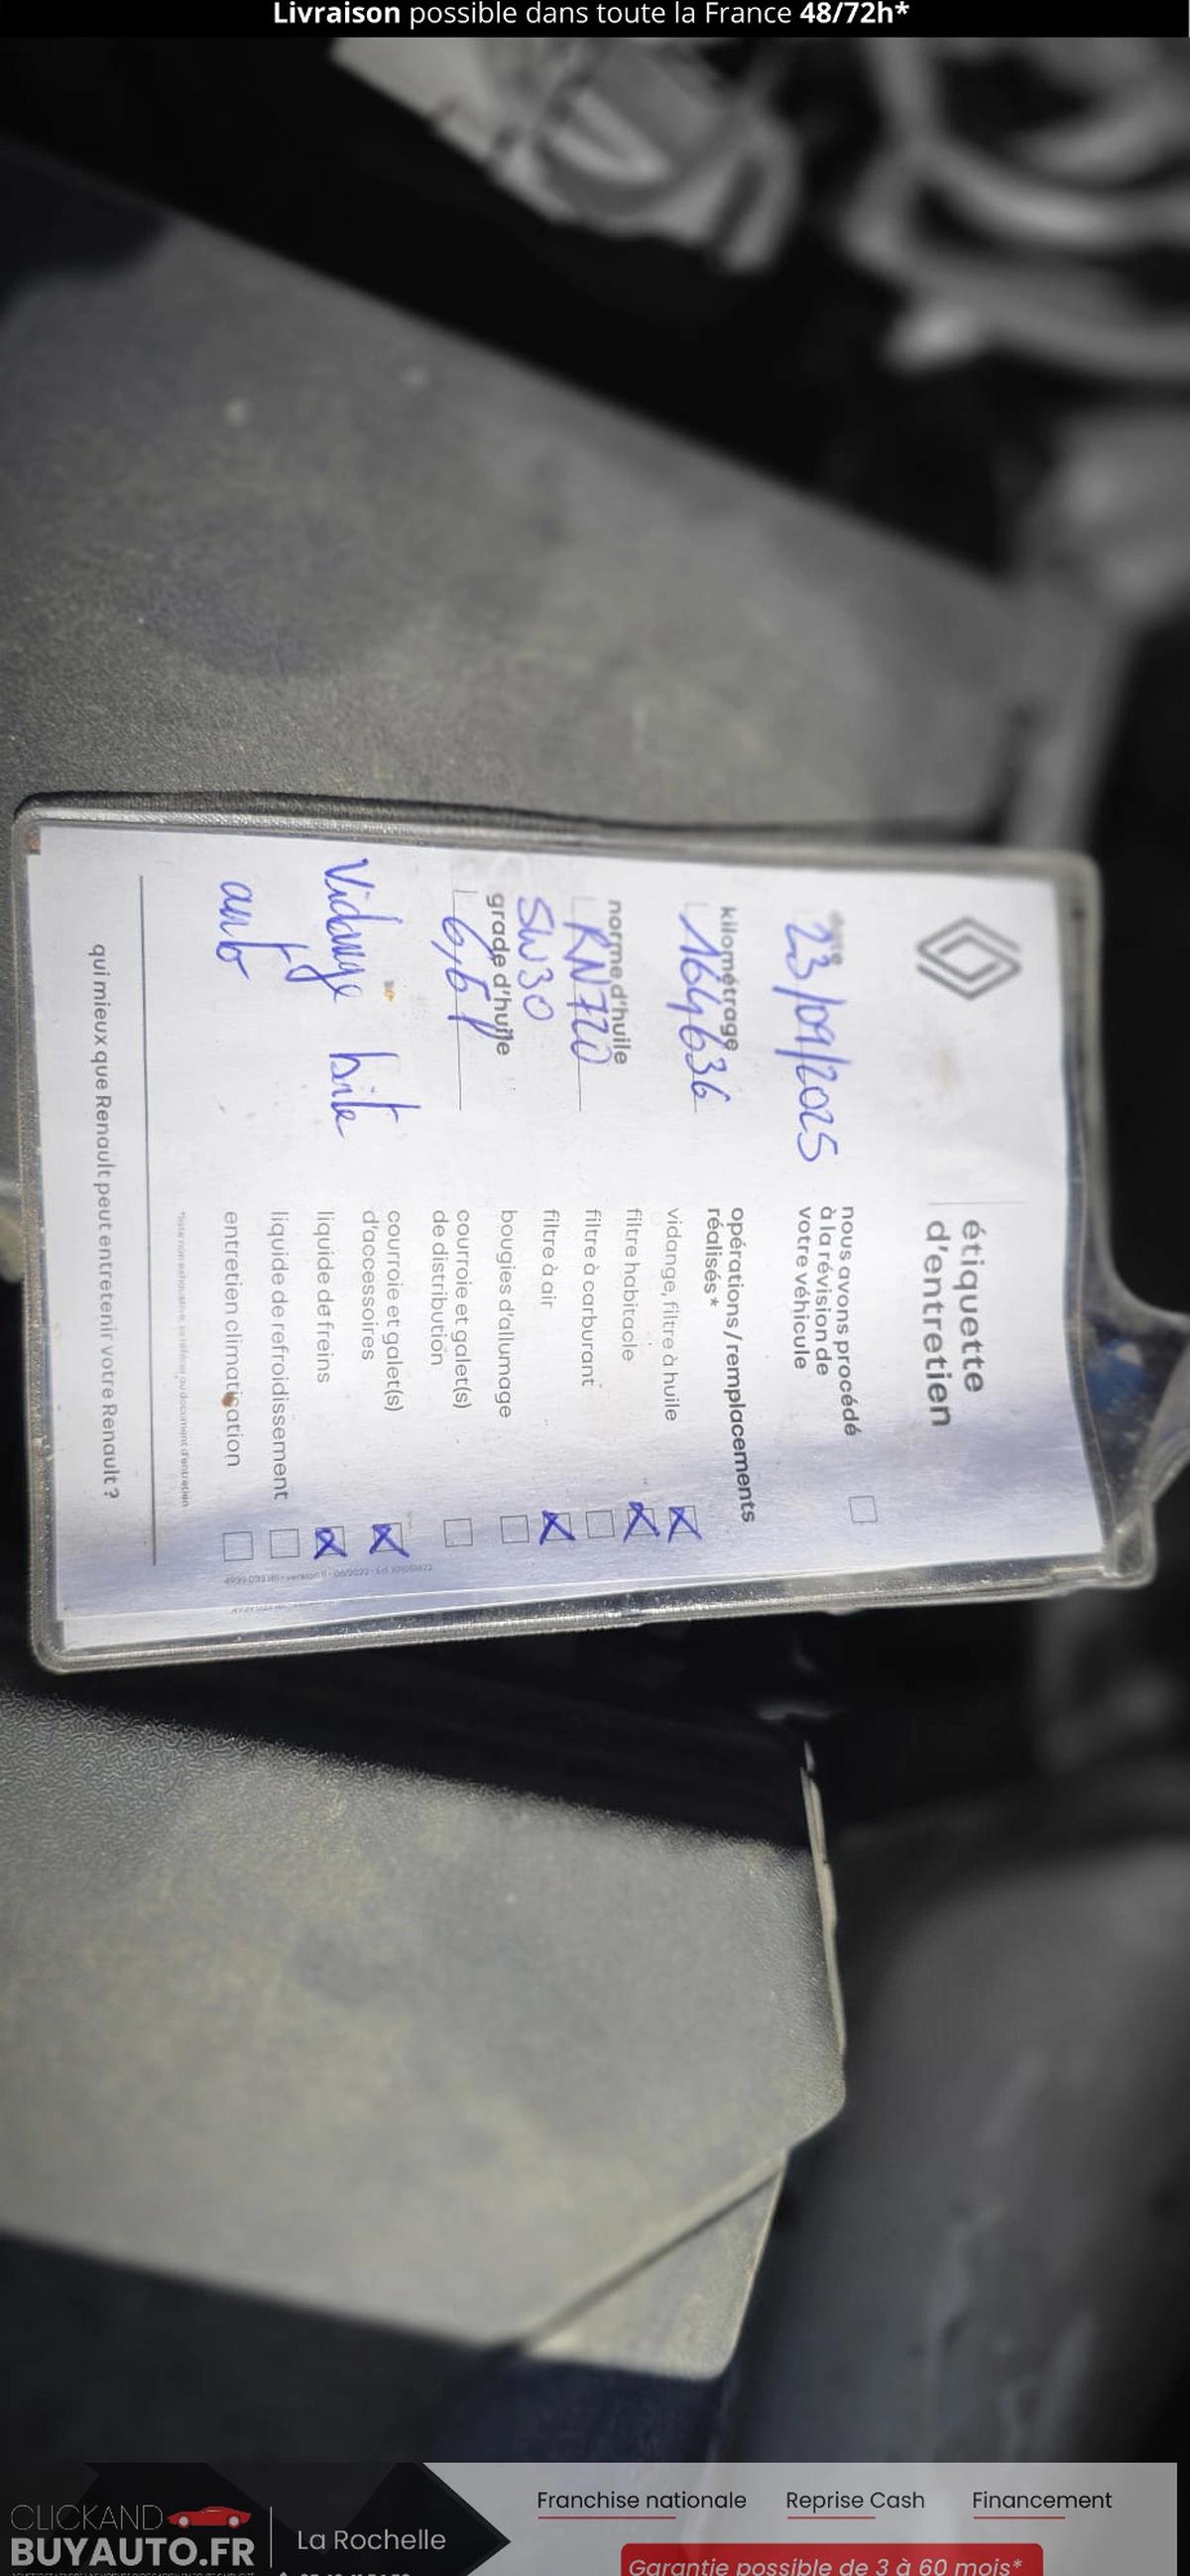 Livraison possible dans toute la France 48/72h*
étiquette
d'entretien
date
23/09/2025
kilométrage
164636
norme d'huile
RN720
5W30
grade d'huile
6,5 l
Vidange boite
auto
nous avons procédé
à la révision de
votre véhicule
opérations / remplacements
réalisés*
vidange, filtre à huile
filtre habitacle
filtre à carburant
filtre à air
bougies d'allumage
courroie et galet(s)
de distribution
courroie et galet(s)
d'accessoires
liquide de freins
liquide de refroidissement
entretien climatisation
qui mieux que Renault peut entretenir votre Renault ?
CLICKAND
BUYAUTO.FR
La Rochelle
Franchise nationale
Reprise Cash
Financement
Garantie possible de 3 à 60 mois*